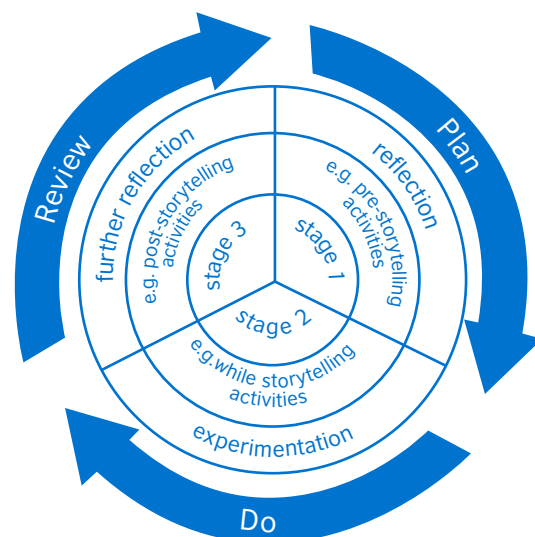 Plan
reflection
e.g. pre-storytelling
activities
stage 1
Do
stage 2
e.g.while storytelling
activities
experimentation
Review
further reflection
e.g. post-storytelling
activities
stage 3